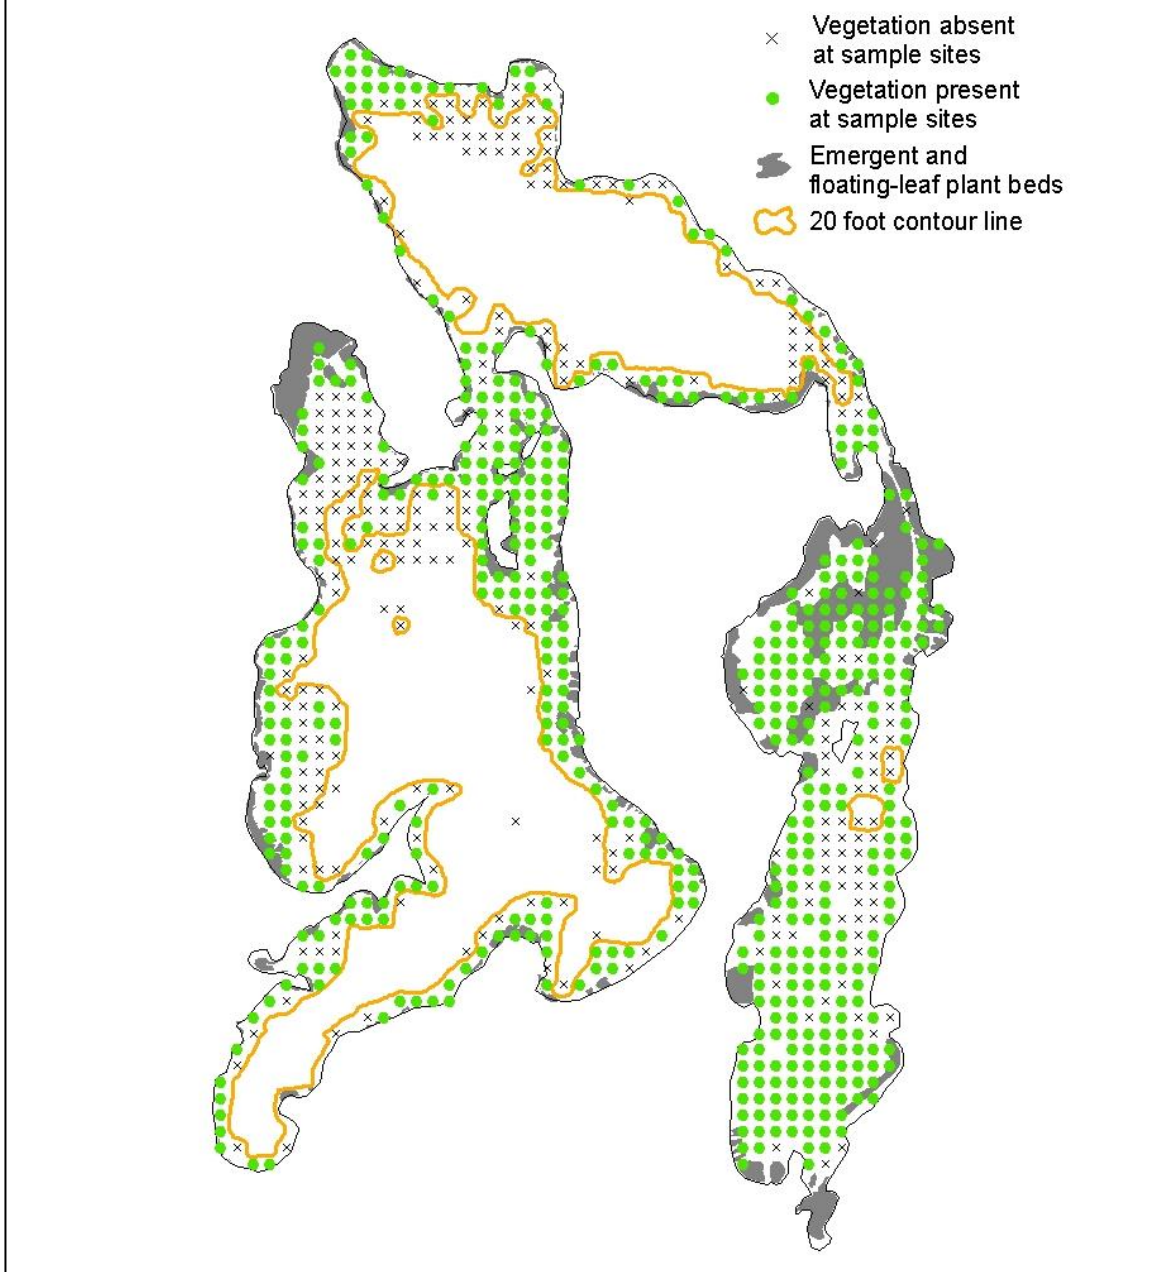 Vegetation absent
at sample sites
Vegetation present
at sample sites
Emergent and
floating-leaf plant beds
20 foot contour line